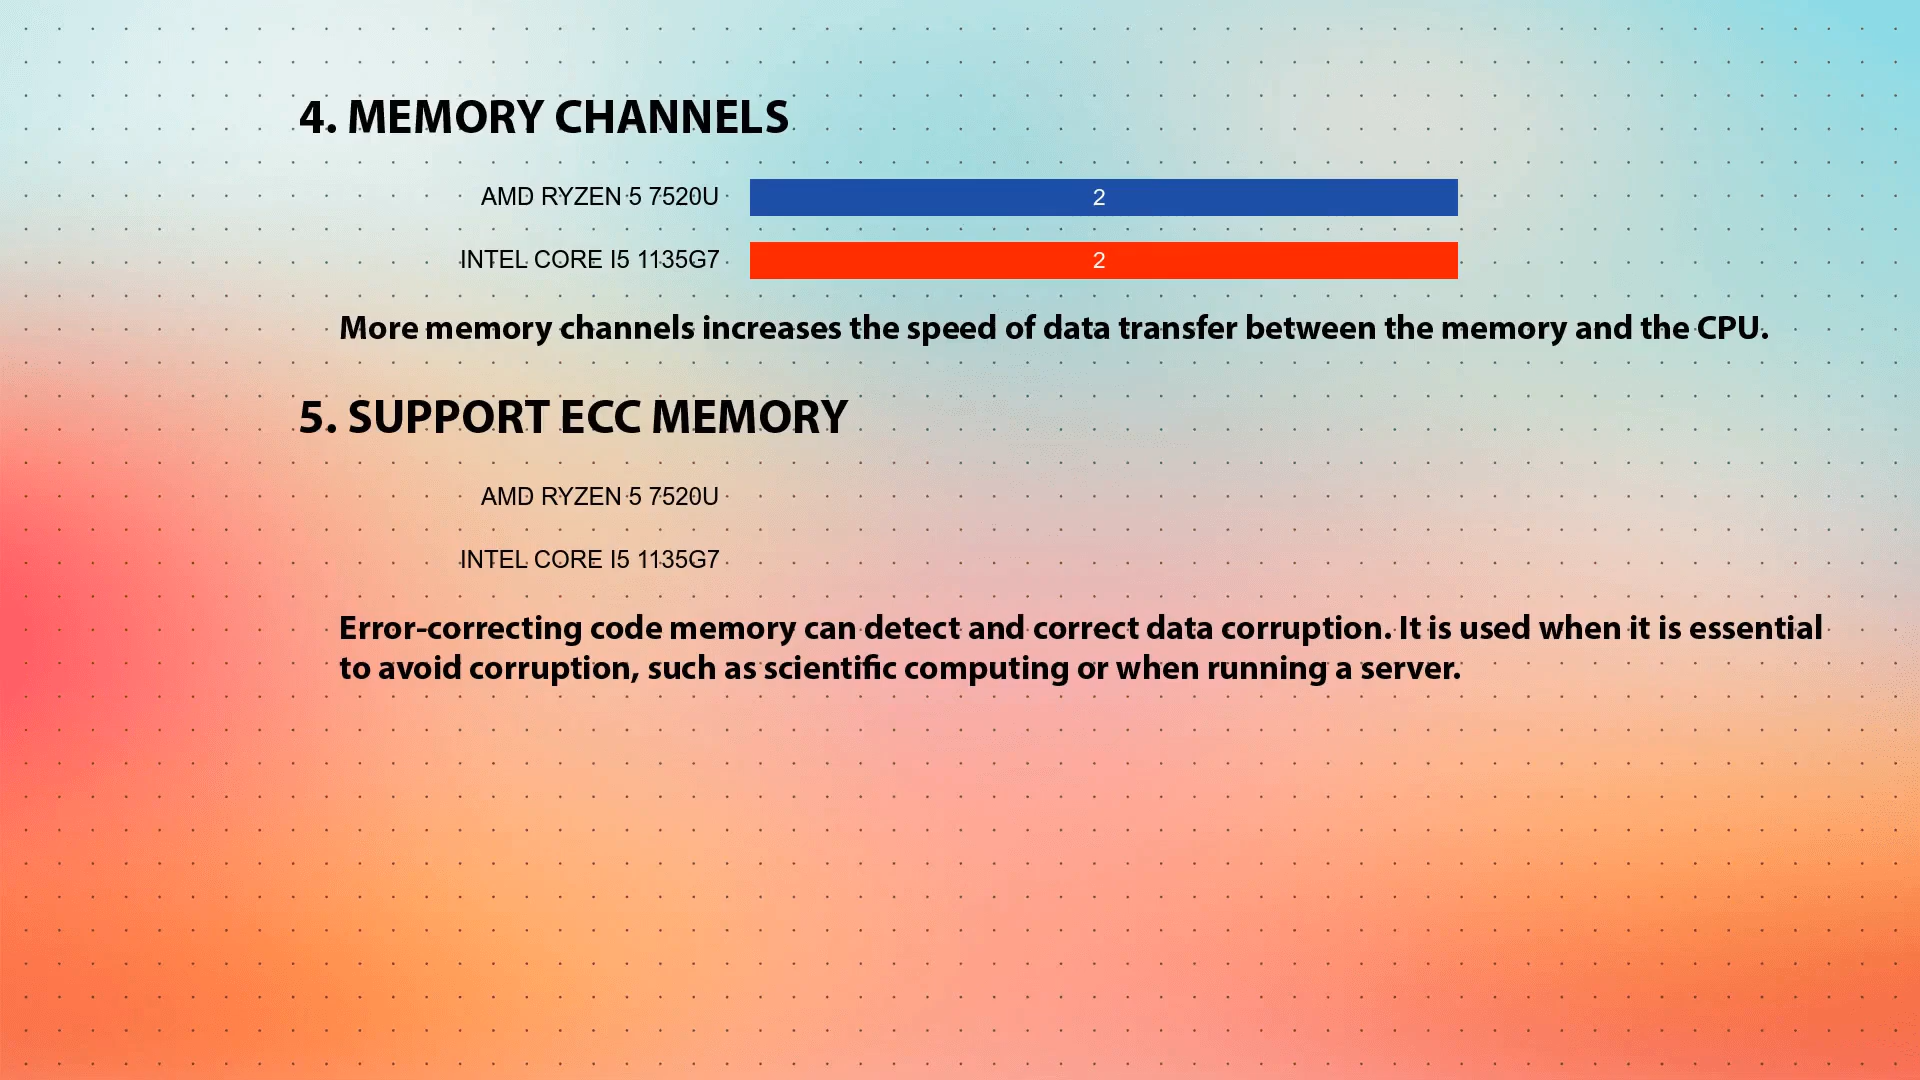 4. MEMORY CHANNELS
AMD RYZEN 5 7520U
2
INTEL CORE I5 1135G7
2
More memory channels increases the speed of data transfer between the memory and the CPU.
5. SUPPORT ECC MEMORY
AMD RYZEN 5 7520U
INTEL CORE I5 1135G7
Error-correcting code memory can detect and correct data corruption. It is used when it is essential
to avoid corruption, such as scientific computing or when running a server.